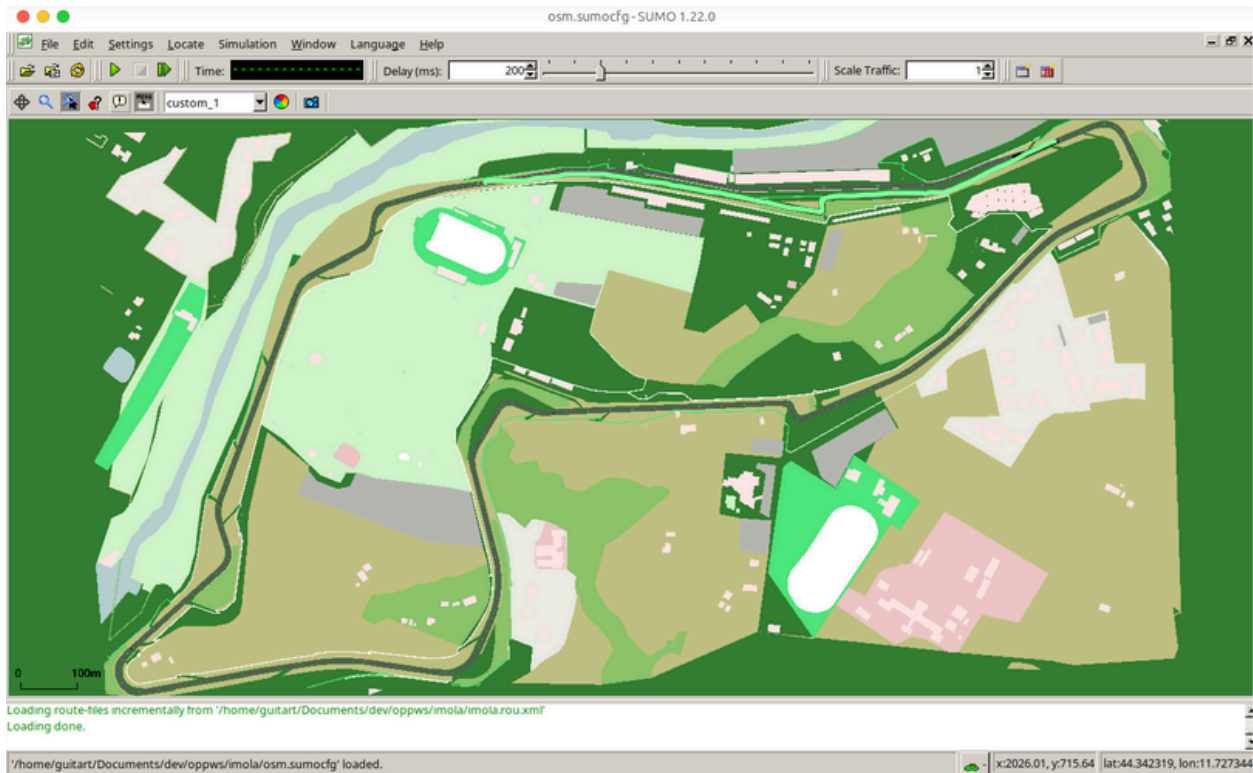 osm.sumocfg - SUMO 1.22.0
File Edit Settings Locate Simulation Window Language Help
Time: Delay (ms): 200 Scale Traffic: 1
custom_1
0 100m
Loading route-files incrementally from '/home/guitart/Documents/dev/oppws/imola/imola.rou.xml'
Loading done.
'/home/guitart/Documents/dev/oppws/imola/osm.sumocfg' loaded. x:2026.01, y:715.64 lat:44.342319, lon:11.727344